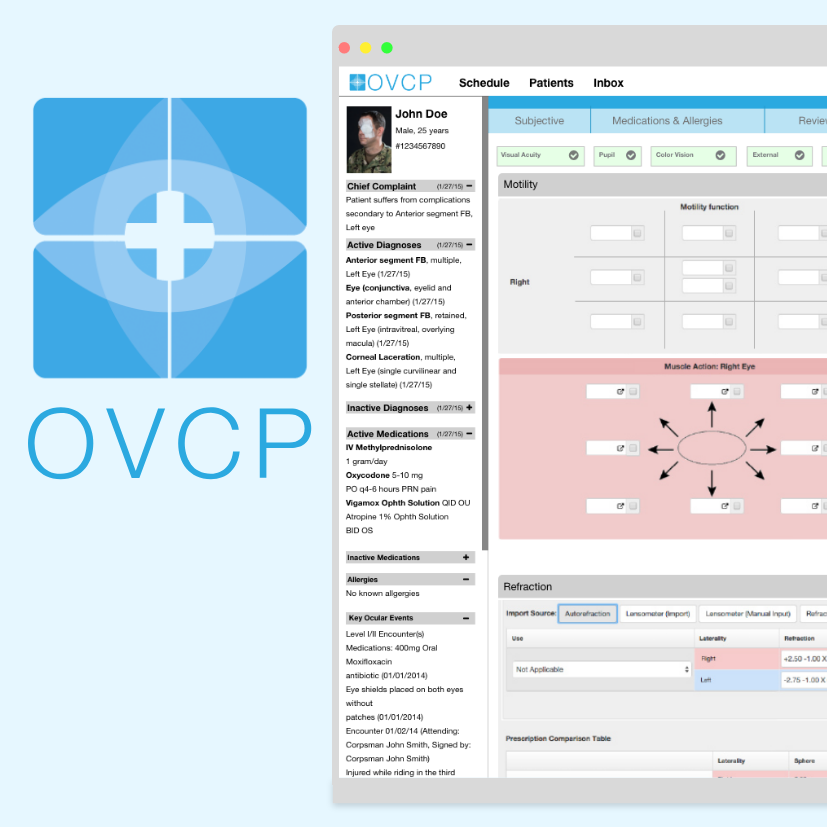 OVCP
OVCP
Schedule
Patients
Inbox
John Doe
Male, 25 years
#1234567890
Chief Complaint (1/27/15)
Patient suffers from complications
secondary to Anterior segment FB,
Left eye
Active Diagnoses (1/27/15)
Anterior segment FB, multiple,
Left Eye (1/27/15)
Eye (conjunctiva, eyelid and
anterior chamber) (1/27/15)
Posterior segment FB, retained,
Left Eye (intravitreal, overlying
macula) (1/27/15)
Corneal Laceration, multiple,
Left Eye (single curvilinear and
single stellate) (1/27/15)
Inactive Diagnoses (1/27/15)
Active Medications (1/27/15)
IV Methylprednisolone
1 gram/day
Oxycodone 5-10 mg
PO q4-6 hours PRN pain
Vigamox Ophth Solution QID OU
Atropine 1% Ophth Solution
BID OS
Inactive Medications
Allergies
No known allgergies
Key Ocular Events
Level I/II Encounter(s)
Medications: 400mg Oral
Moxifloxacin
antibiotic (01/01/2014)
Eye shields placed on both eyes
without
patches (01/01/2014)
Encounter 01/02/14 (Attending:
Corpsman John Smith, Signed by:
Corpsman John Smith)
Injured while riding in the third
Subjective
Medications & Allergies
Review
Visual Acuity
Pupil
Color Vision
External
Motility
Motility function
Right
Muscle Action: Right Eye
Refraction
Import Source: Autorefraction Lensometer (Import) Lensometer (Manual Input) Refrac
Use Laterality Refraction
Not Applicable
Right +2.50 -1.00 X
Left -2.75 -1.00 X
Prescription Comparison Table
Laterality Sphere